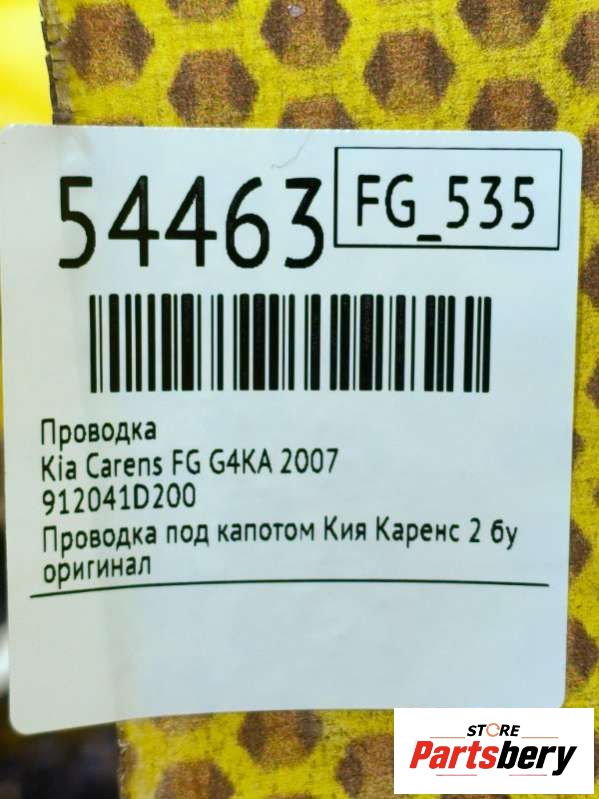 54463
FG_535
Проводка
Kia Carens FG G4KA 2007
912041D200
Проводка под капотом Кия Каренс 2 бу
оригинал
STORE
Partsbery